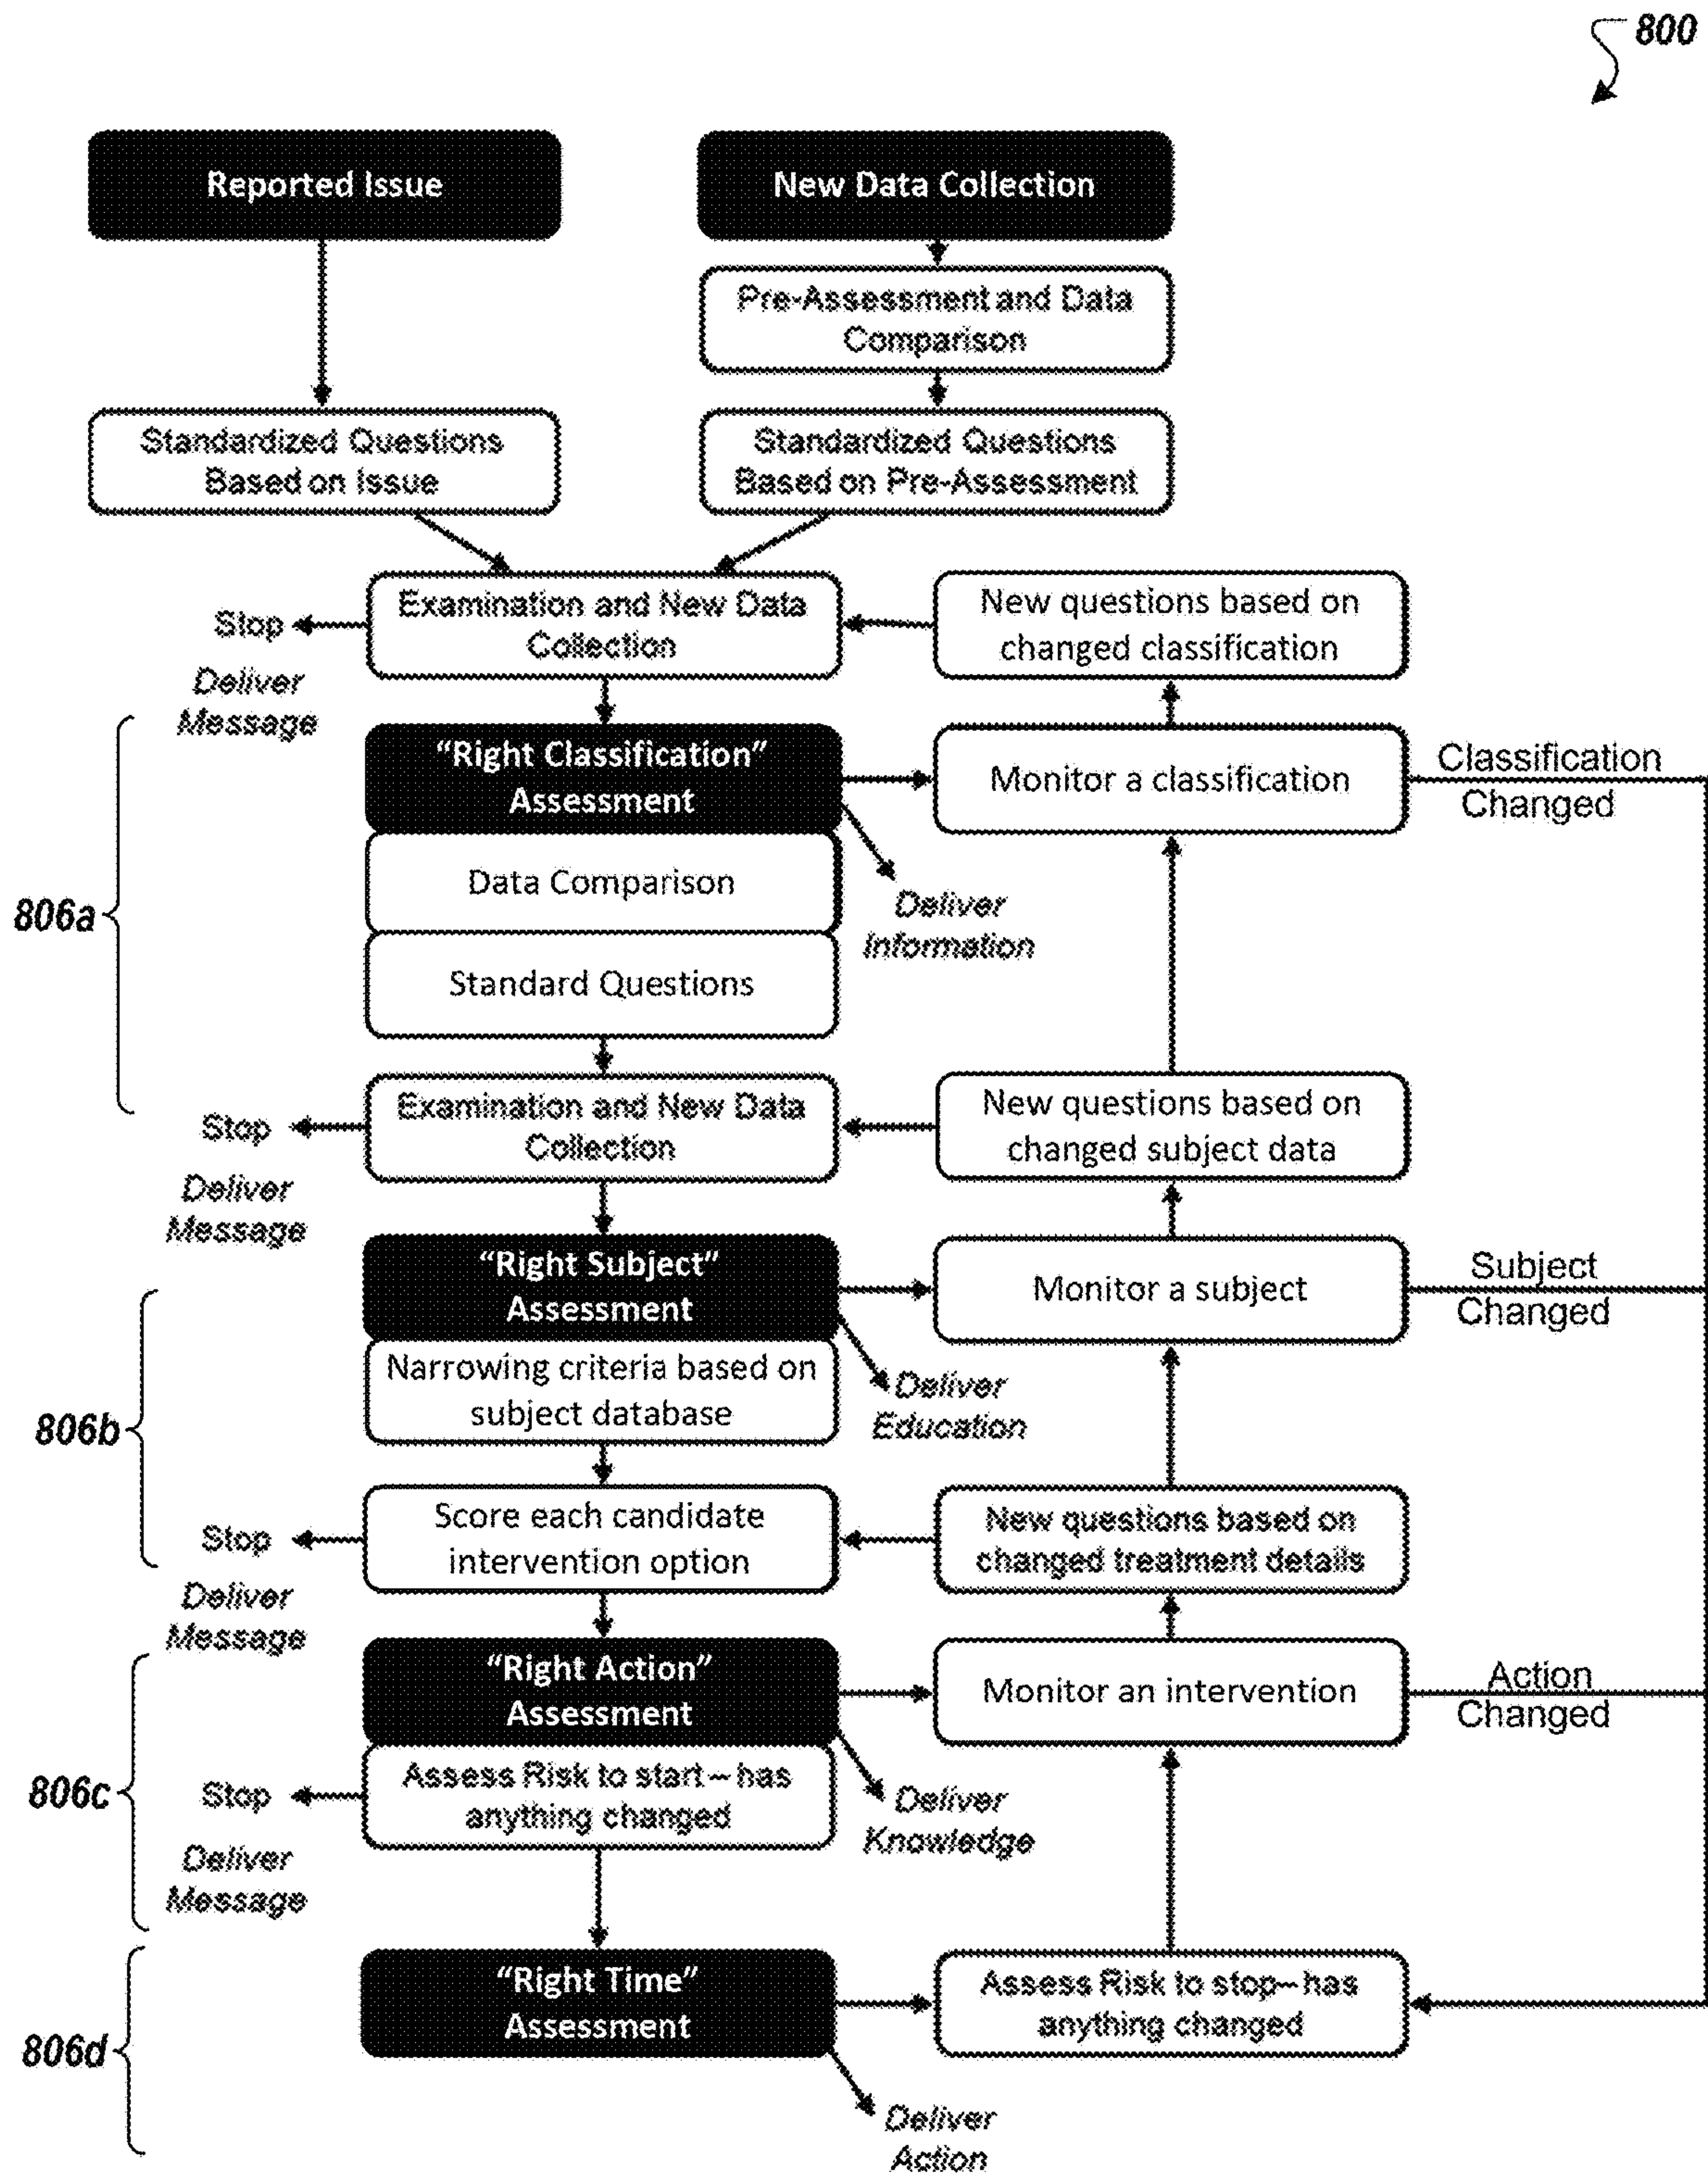 800
Reported Issue
New Data Collection
Pre-Assessment and Data
Comparison
Standardized Questions
Based on Issue
Standardized Questions
Based on Pre-Assessment
Examination and New Data
Collection
New questions based on
changed classification
Stop
Deliver
Message
"Right Classification"
Assessment
Monitor a classification
Classification
Changed
Data Comparison
Deliver
Information
806a
Standard Questions
Examination and New Data
Collection
New questions based on
changed subject data
Stop
Deliver
Message
"Right Subject"
Assessment
Monitor a subject
Subject
Changed
Narrowing criteria based on
subject database
Deliver
Education
806b
Score each candidate
intervention option
New questions based on
changed treatment details
Stop
Deliver
Message
"Right Action"
Assessment
Monitor an intervention
Action
Changed
806c
Assess Risk to start – has
anything changed
Stop
Deliver
Message
Deliver
Knowledge
"Right Time"
Assessment
Assess Risk to stop – has
anything changed
806d
Deliver
Action